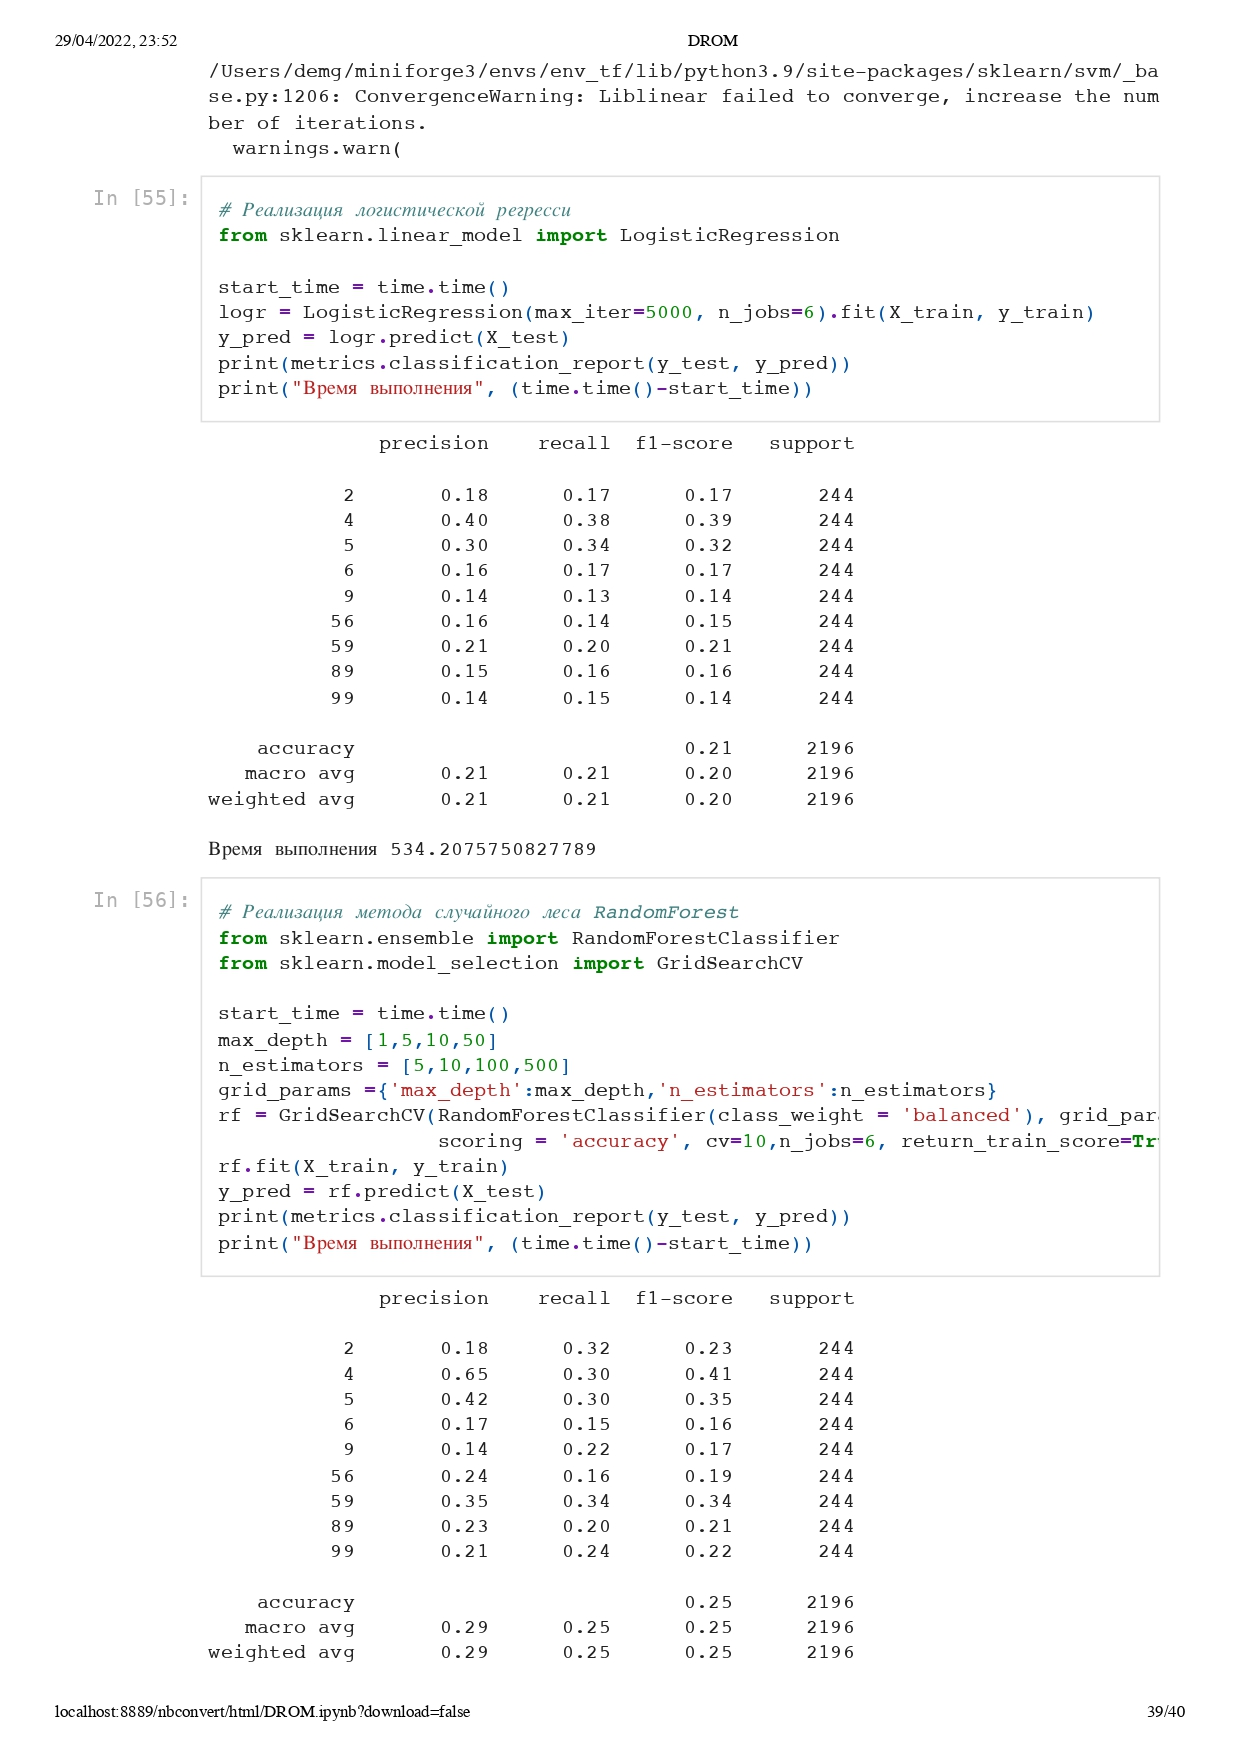 29/04/2022, 23:52 DROM
/Users/demg/miniforge3/envs/env_tf/lib/python3.9/site-packages/sklearn/svm/_ba
se.py:1206: ConvergenceWarning: Liblinear failed to converge, increase the num
ber of iterations.
  warnings.warn(
In [55]:
# Реализация логистической регресси
from sklearn.linear_model import LogisticRegression

start_time = time.time()
logr = LogisticRegression(max_iter=5000, n_jobs=6).fit(X_train, y_train)
y_pred = logr.predict(X_test)
print(metrics.classification_report(y_test, y_pred))
print("Время выполнения", (time.time()-start_time))
              precision    recall  f1-score   support

           2       0.18      0.17      0.17       244
           4       0.40      0.38      0.39       244
           5       0.30      0.34      0.32       244
           6       0.16      0.17      0.17       244
           9       0.14      0.13      0.14       244
          56       0.16      0.14      0.15       244
          59       0.21      0.20      0.21       244
          89       0.15      0.16      0.16       244
          99       0.14      0.15      0.14       244

    accuracy                           0.21      2196
   macro avg       0.21      0.21      0.20      2196
weighted avg       0.21      0.21      0.20      2196

Время выполнения 534.2075750827789
In [56]:
# Реализация метода случайного леса RandomForest
from sklearn.ensemble import RandomForestClassifier
from sklearn.model_selection import GridSearchCV

start_time = time.time()
max_depth = [1,5,10,50]
n_estimators = [5,10,100,500]
grid_params ={'max_depth':max_depth,'n_estimators':n_estimators}
rf = GridSearchCV(RandomForestClassifier(class_weight = 'balanced'), grid_par
                  scoring = 'accuracy', cv=10,n_jobs=6, return_train_score=Tr
rf.fit(X_train, y_train)
y_pred = rf.predict(X_test)
print(metrics.classification_report(y_test, y_pred))
print("Время выполнения", (time.time()-start_time))
              precision    recall  f1-score   support

           2       0.18      0.32      0.23       244
           4       0.65      0.30      0.41       244
           5       0.42      0.30      0.35       244
           6       0.17      0.15      0.16       244
           9       0.14      0.22      0.17       244
          56       0.24      0.16      0.19       244
          59       0.35      0.34      0.34       244
          89       0.23      0.20      0.21       244
          99       0.21      0.24      0.22       244

    accuracy                           0.25      2196
   macro avg       0.29      0.25      0.25      2196
weighted avg       0.29      0.25      0.25      2196
localhost:8889/nbconvert/html/DROM.ipynb?download=false 39/40